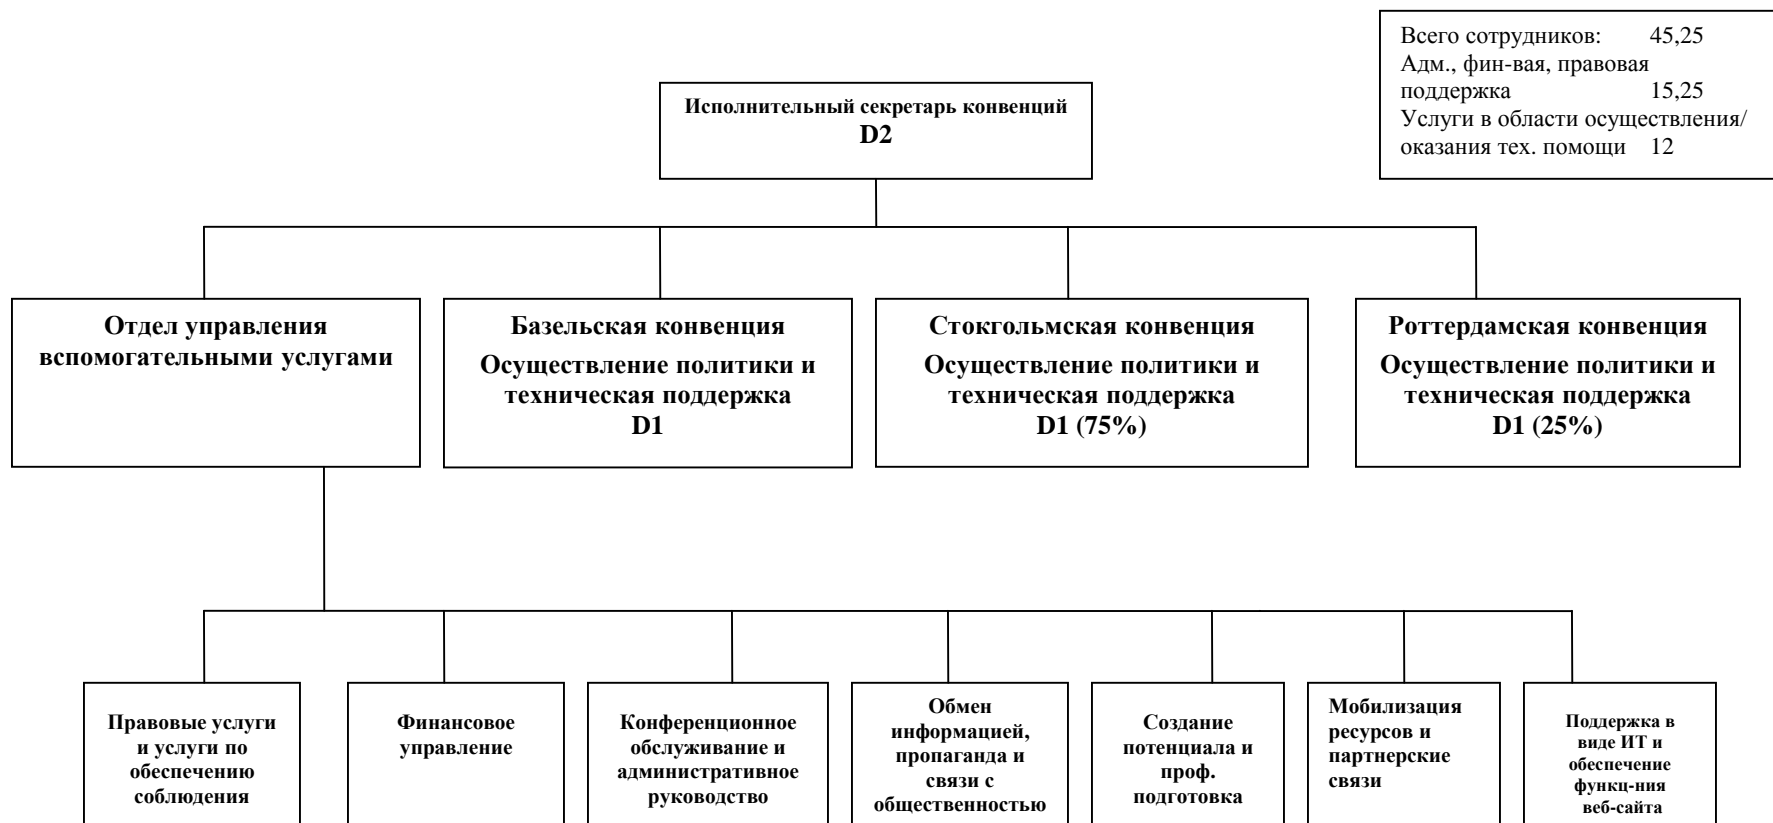 Всего сотрудников: 45,25
Адм., фин-вая, правовая
поддержка 15,25
Услуги в области осуществления/
оказания тех. помощи 12
Исполнительный секретарь конвенций
D2
Отдел управления
вспомогательными услугами
Базельская конвенция
Осуществление политики и
техническая поддержка
D1
Стокгольмская конвенция
Осуществление политики и
техническая поддержка
D1 (75%)
Роттердамская конвенция
Осуществление политики и
техническая поддержка
D1 (25%)
Правовые услуги
и услуги по
обеспечению
соблюдения
Финансовое
управление
Конференционное
обслуживание и
административное
руководство
Обмен
информацией,
пропаганда и
связи с
общественностью
Создание
потенциала и
проф.
подготовка
Мобилизация
ресурсов и
партнерские
связи
Поддержка в
виде ИТ и
обеспечение
функц-ния
веб-сайта